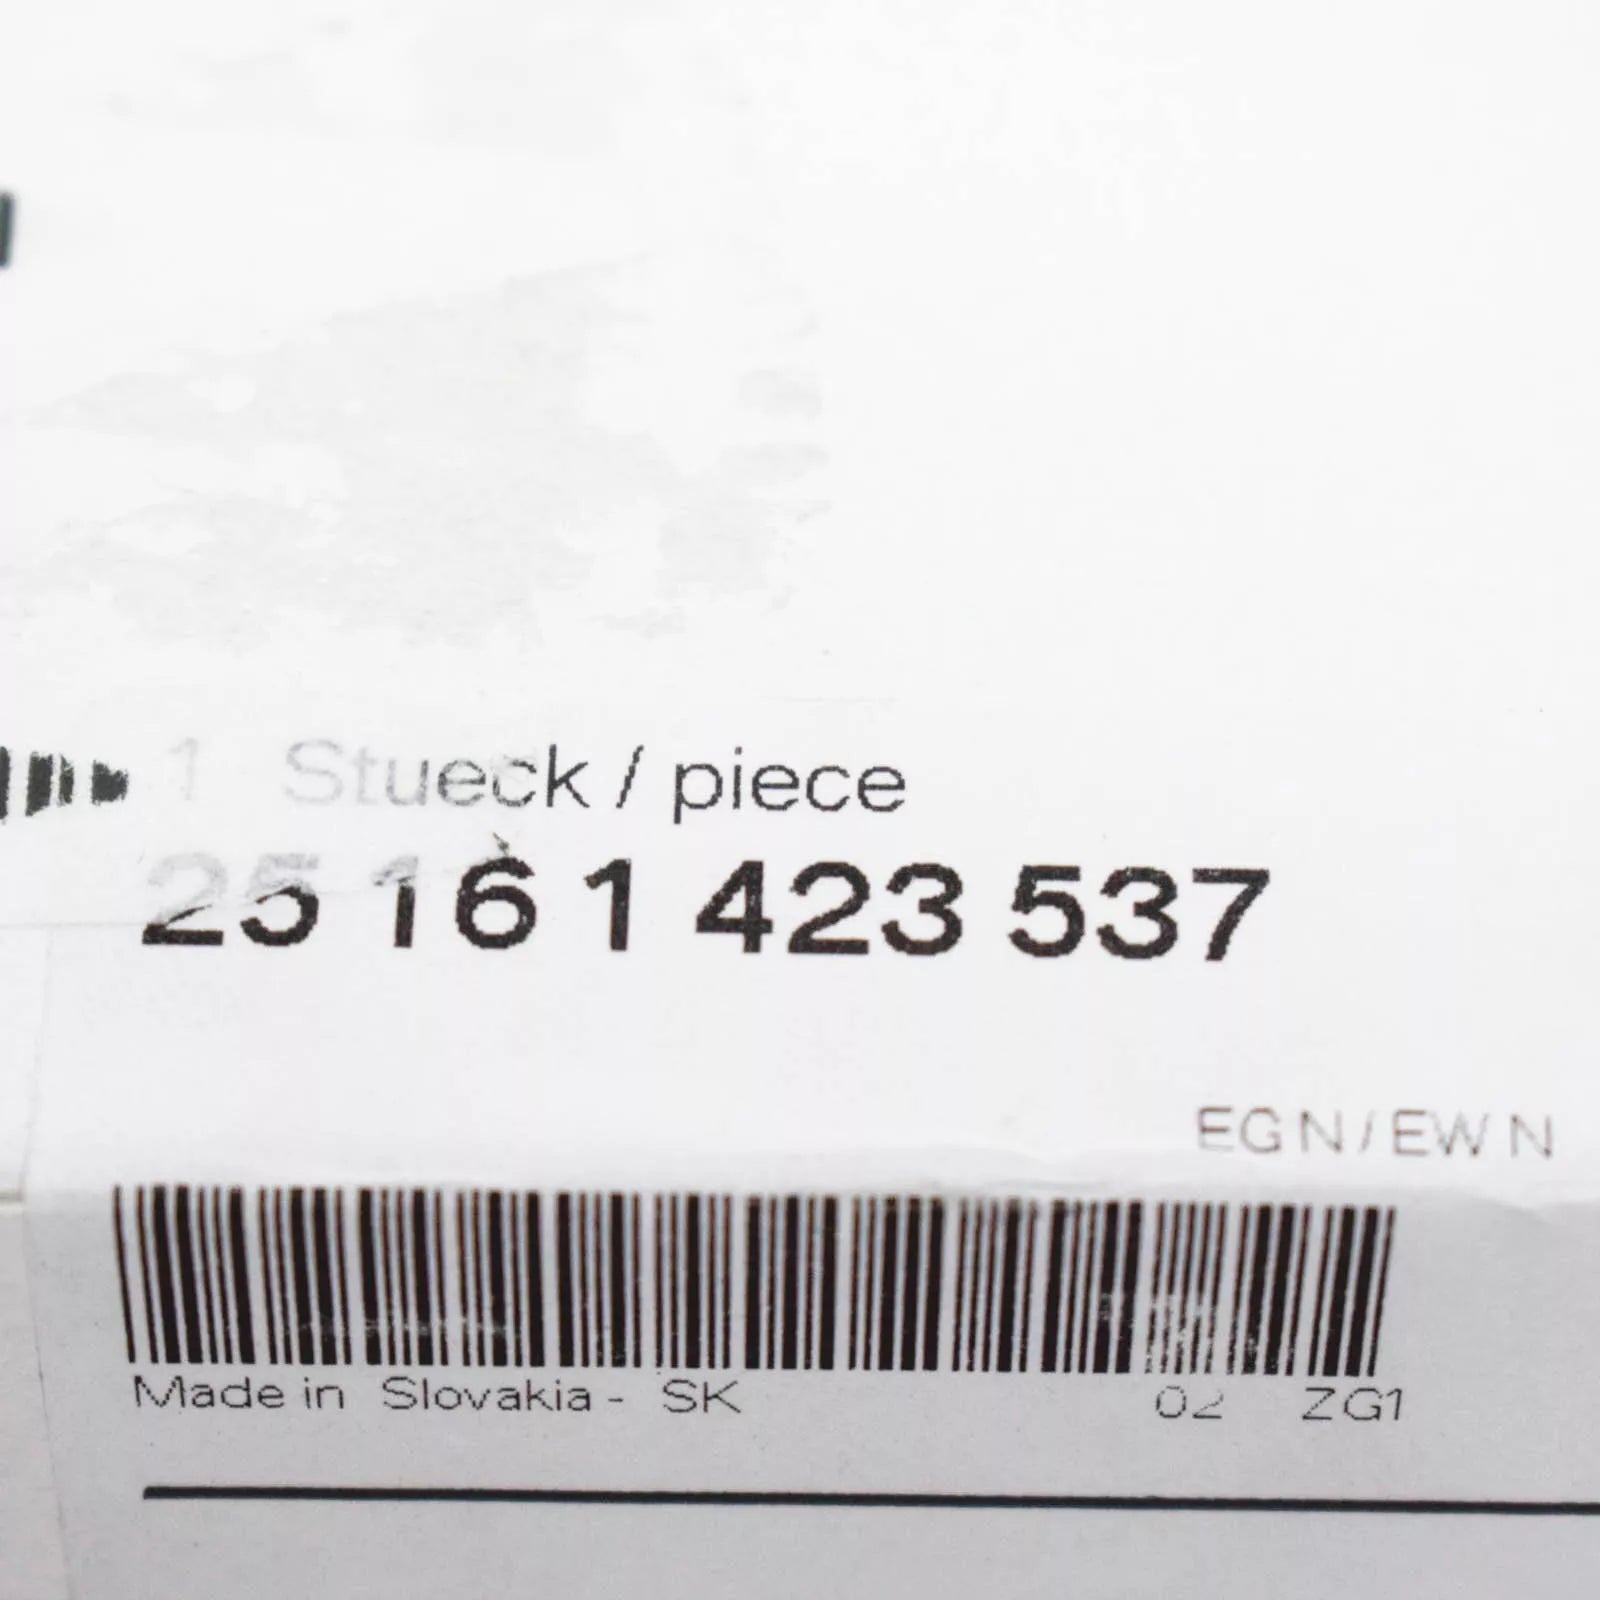 1 Stueck / piece
25 16 1 423 537
EGN/EWN
Made in Slovakia - SK 02 ZG1